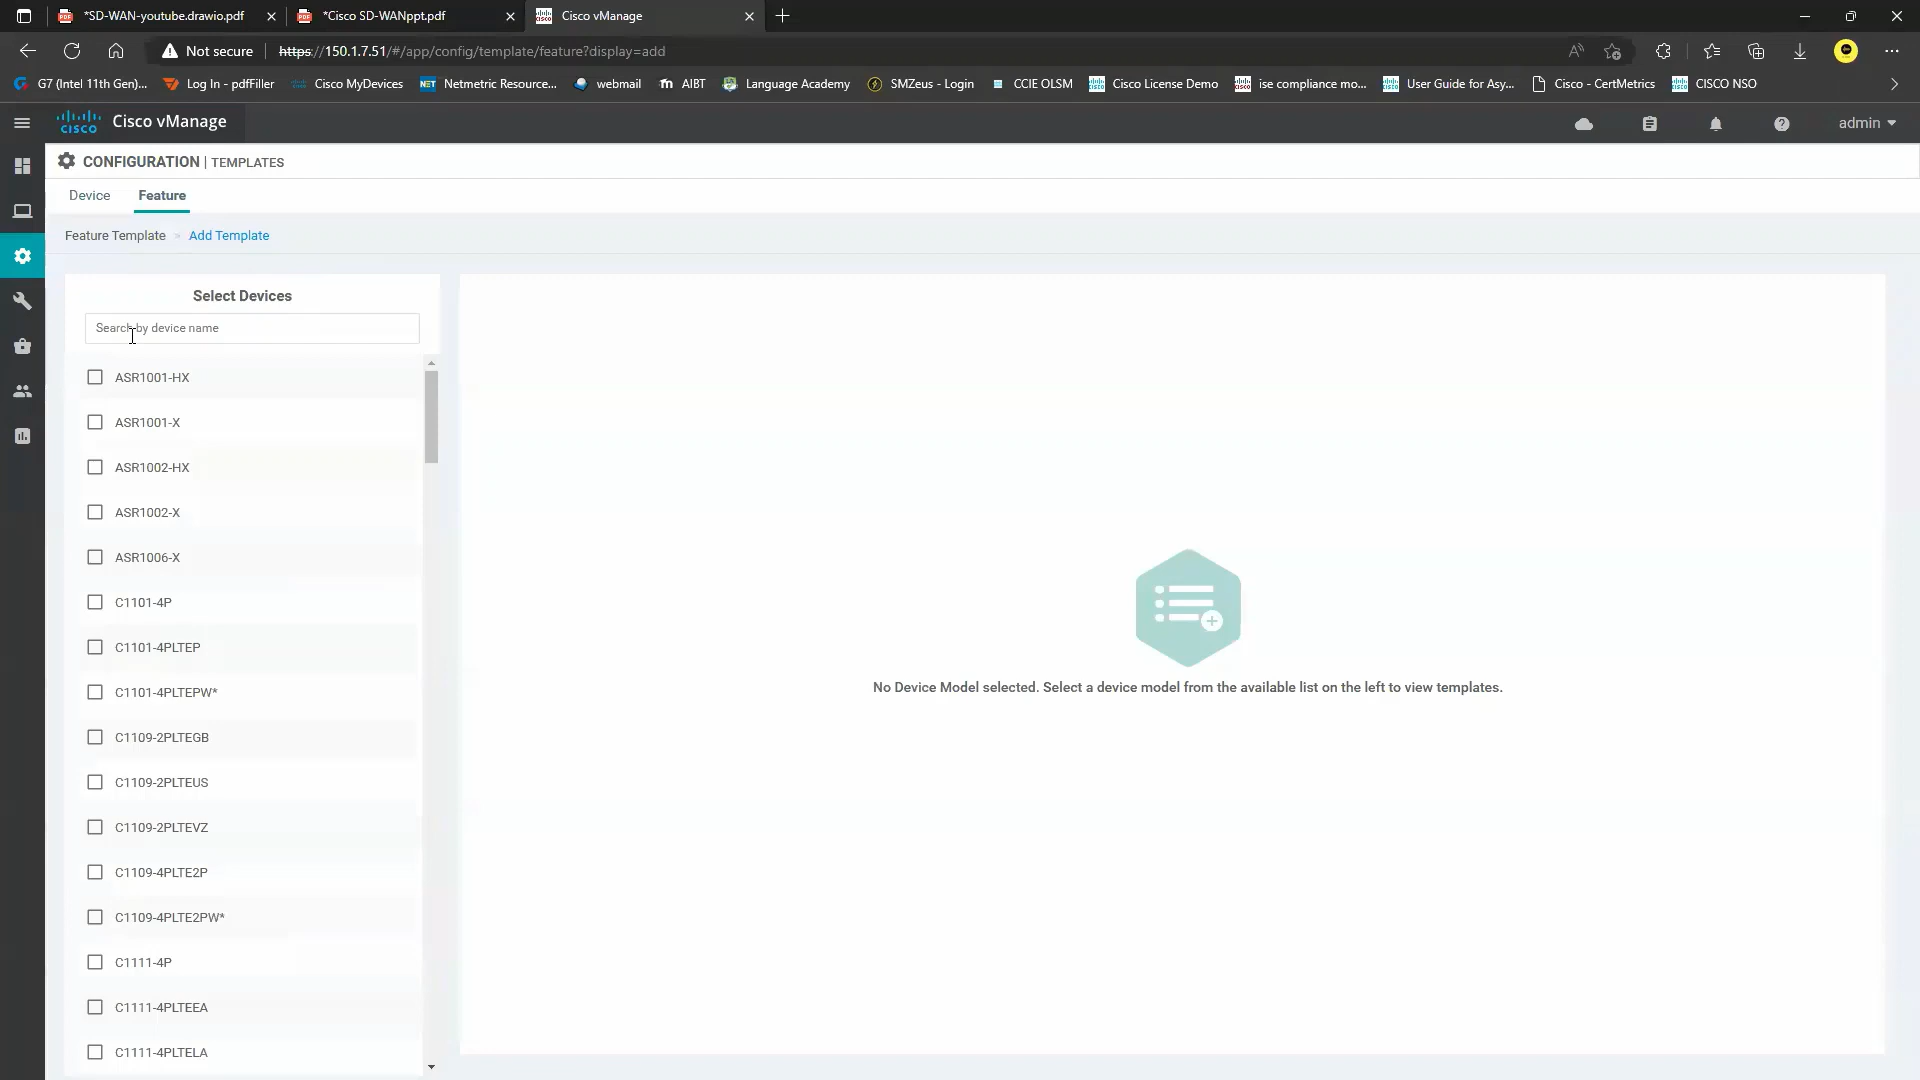 *SD-WAN-youtube.drawio.pdf
*Cisco SD-WANppt.pdf
Cisco vManage
Not secure
https://150.1.7.51/#/app/config/template/feature?display=add
G7 (Intel 11th Gen)...
Log In - pdfFiller
Cisco MyDevices
Netmetric Resource...
webmail
AIBT
Language Academy
SMZeus - Login
CCIE OLSM
Cisco License Demo
ise compliance mo...
User Guide for Asy...
Cisco - CertMetrics
CISCO NSO
CISCO
Cisco vManage
admin
CONFIGURATION | TEMPLATES
Device
Feature
Feature Template » Add Template
Select Devices
Search by device name
ASR1001-HX
ASR1001-X
ASR1002-HX
ASR1002-X
ASR1006-X
C1101-4P
C1101-4PLTEP
C1101-4PLTEPW*
C1109-2PLTEGB
C1109-2PLTEUS
C1109-2PLTEVZ
C1109-4PLTE2P
C1109-4PLTE2PW*
C1111-4P
C1111-4PLTEEA
C1111-4PLTELA
No Device Model selected. Select a device model from the available list on the left to view templates.